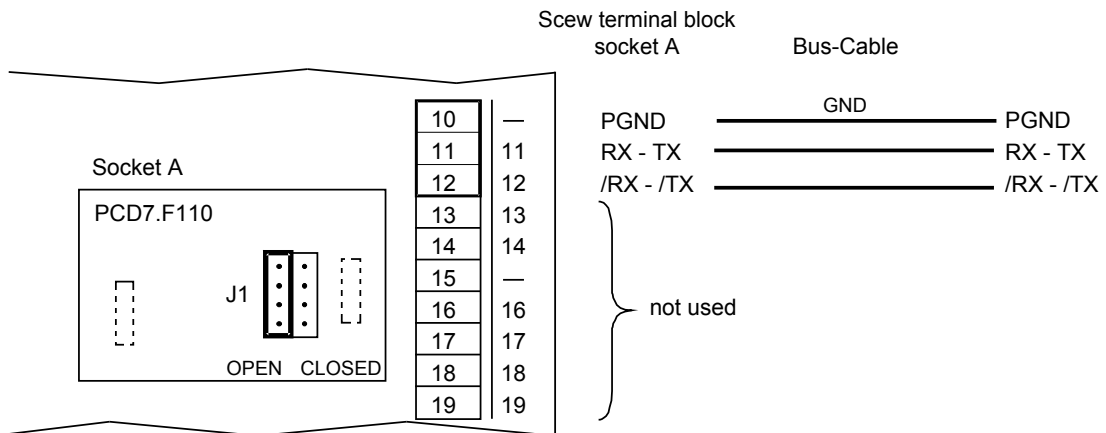 Scew terminal block
socket A
Bus-Cable
10 — PGND GND PGND
11 11 RX - TX RX - TX
12 12 /RX - /TX /RX - /TX
Socket A
PCD7.F110
13 13
14 14
15 —
J1
16 16 not used
17 17
OPEN CLOSED
18 18
19 19